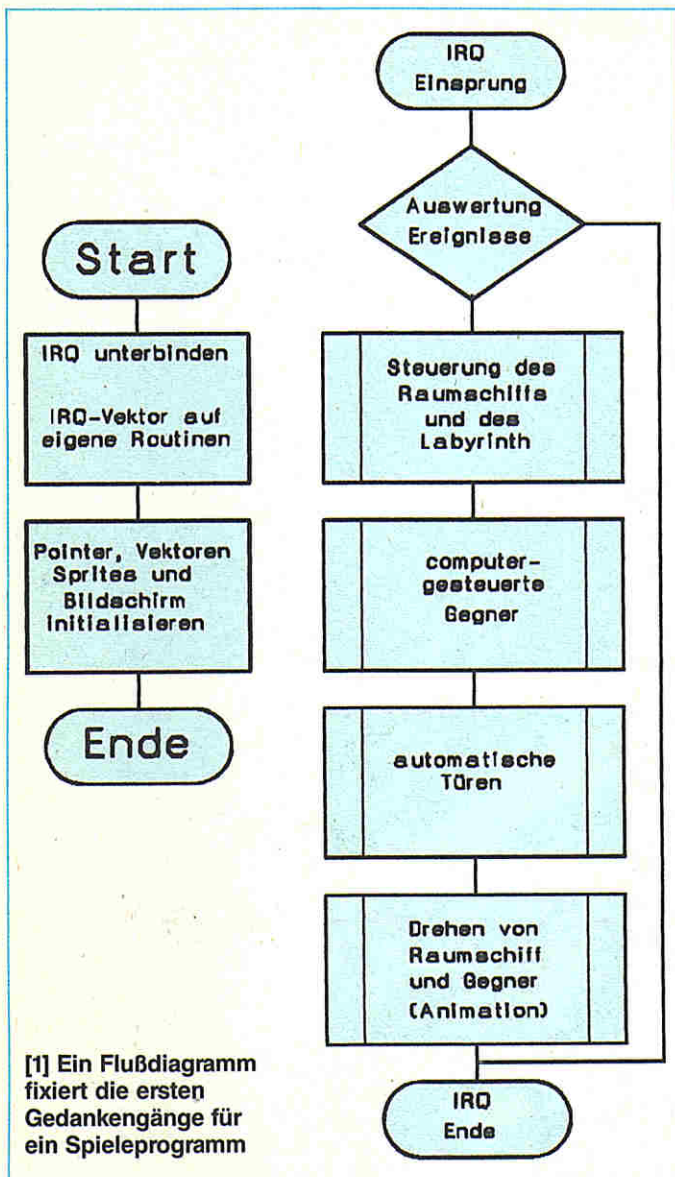 Start
IRQ unterbinden
IRQ-Vektor auf
eigene Routinen
Pointer, Vektoren
Sprites und
Bildschirm
initialisieren
Ende
IRQ
Einsprung
Auswertung
Ereignisse
Steuerung des
Raumschiffs
und des
Labyrinth
computer-
gesteuerte
Gegner
automatische
Türen
Drehen von
Raumschiff
und Gegner
(Animation)
IRQ
Ende
[1] Ein Flußdiagramm
fixiert die ersten
Gedankengänge für
ein Spieleprogramm